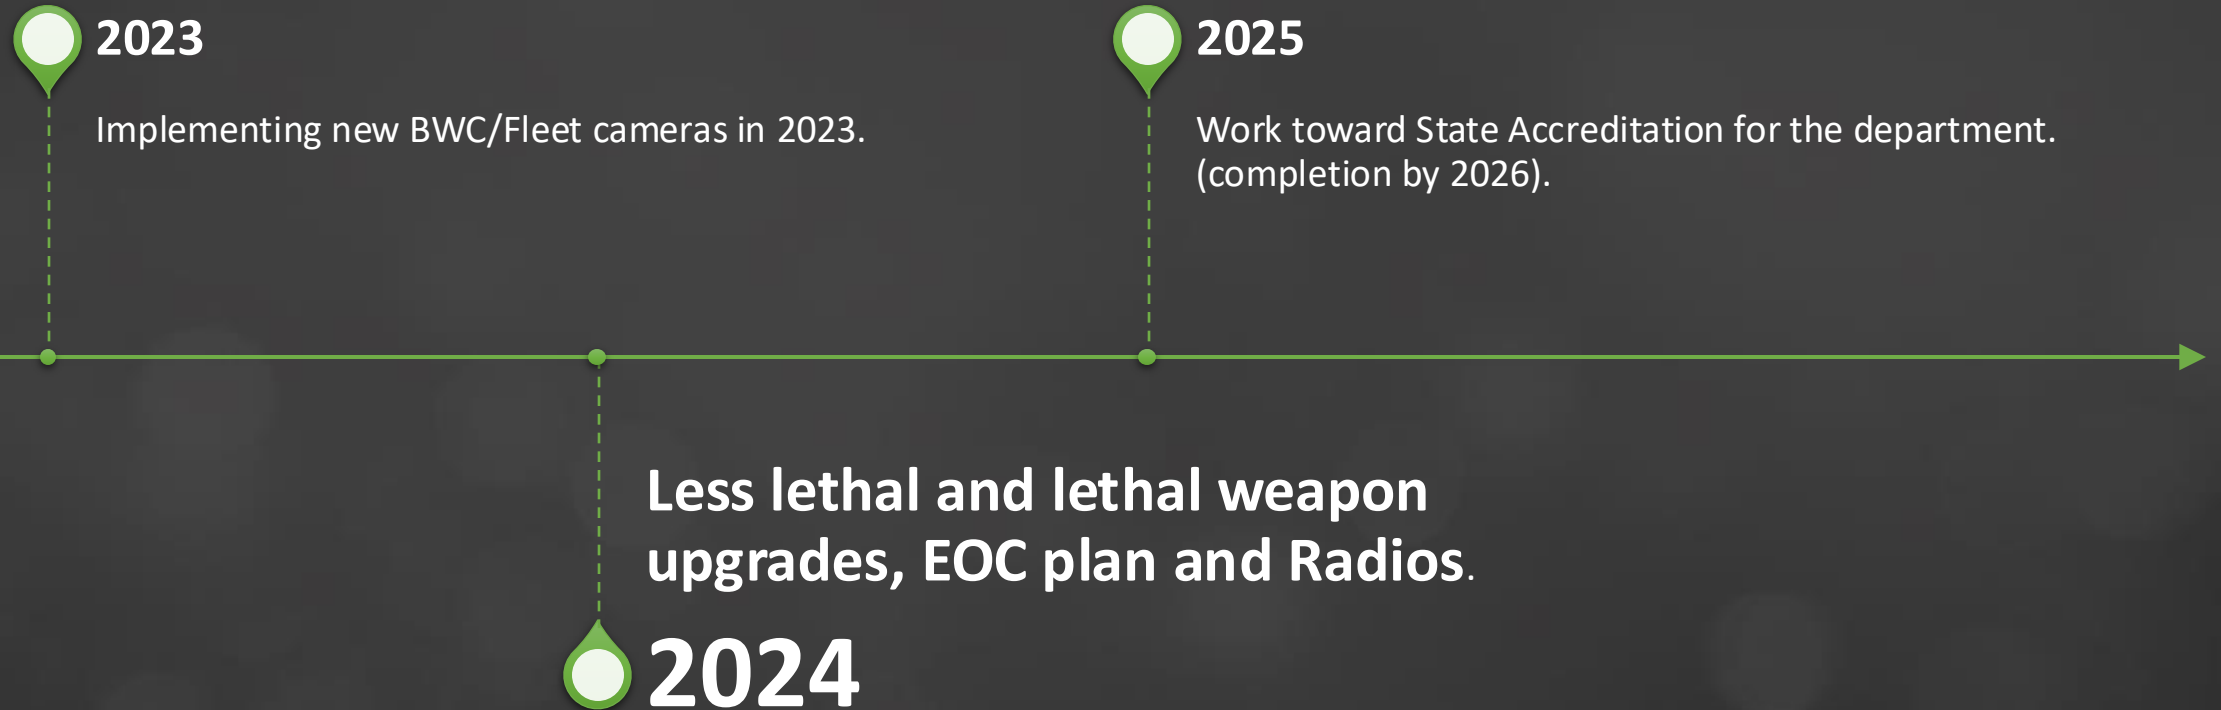 2023
Implementing new BWC/Fleet cameras in 2023.
2025
Work toward State Accreditation for the department.
(completion by 2026).
Less lethal and lethal weapon
upgrades, EOC plan and Radios.
2024